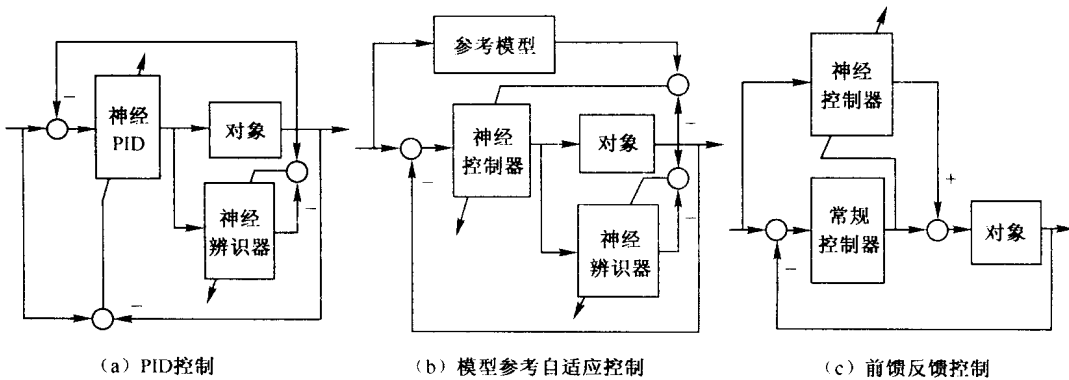 神经
PID
对象
神经
辨识器
−
−
−
(a) PID控制
参考模型
神经
控制器
对象
神经
辨识器
−
−
−
(b) 模型参考自适应控制
神经
控制器
常规
控制器
对象
+
−
(c) 前馈反馈控制